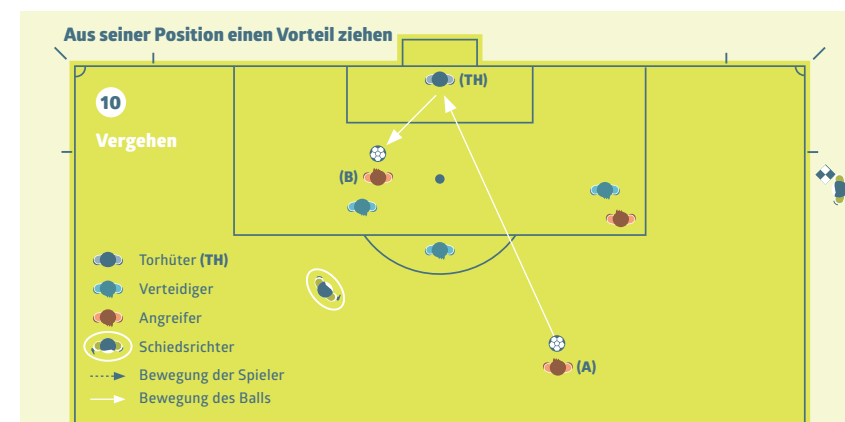 Aus seiner Position einen Vorteil ziehen
(TH)
10
Vergehen
(B)
Torhüter (TH)
Verteidiger
Angreifer
Schiedsrichter
(A)
Bewegung der Spieler
Bewegung des Balls